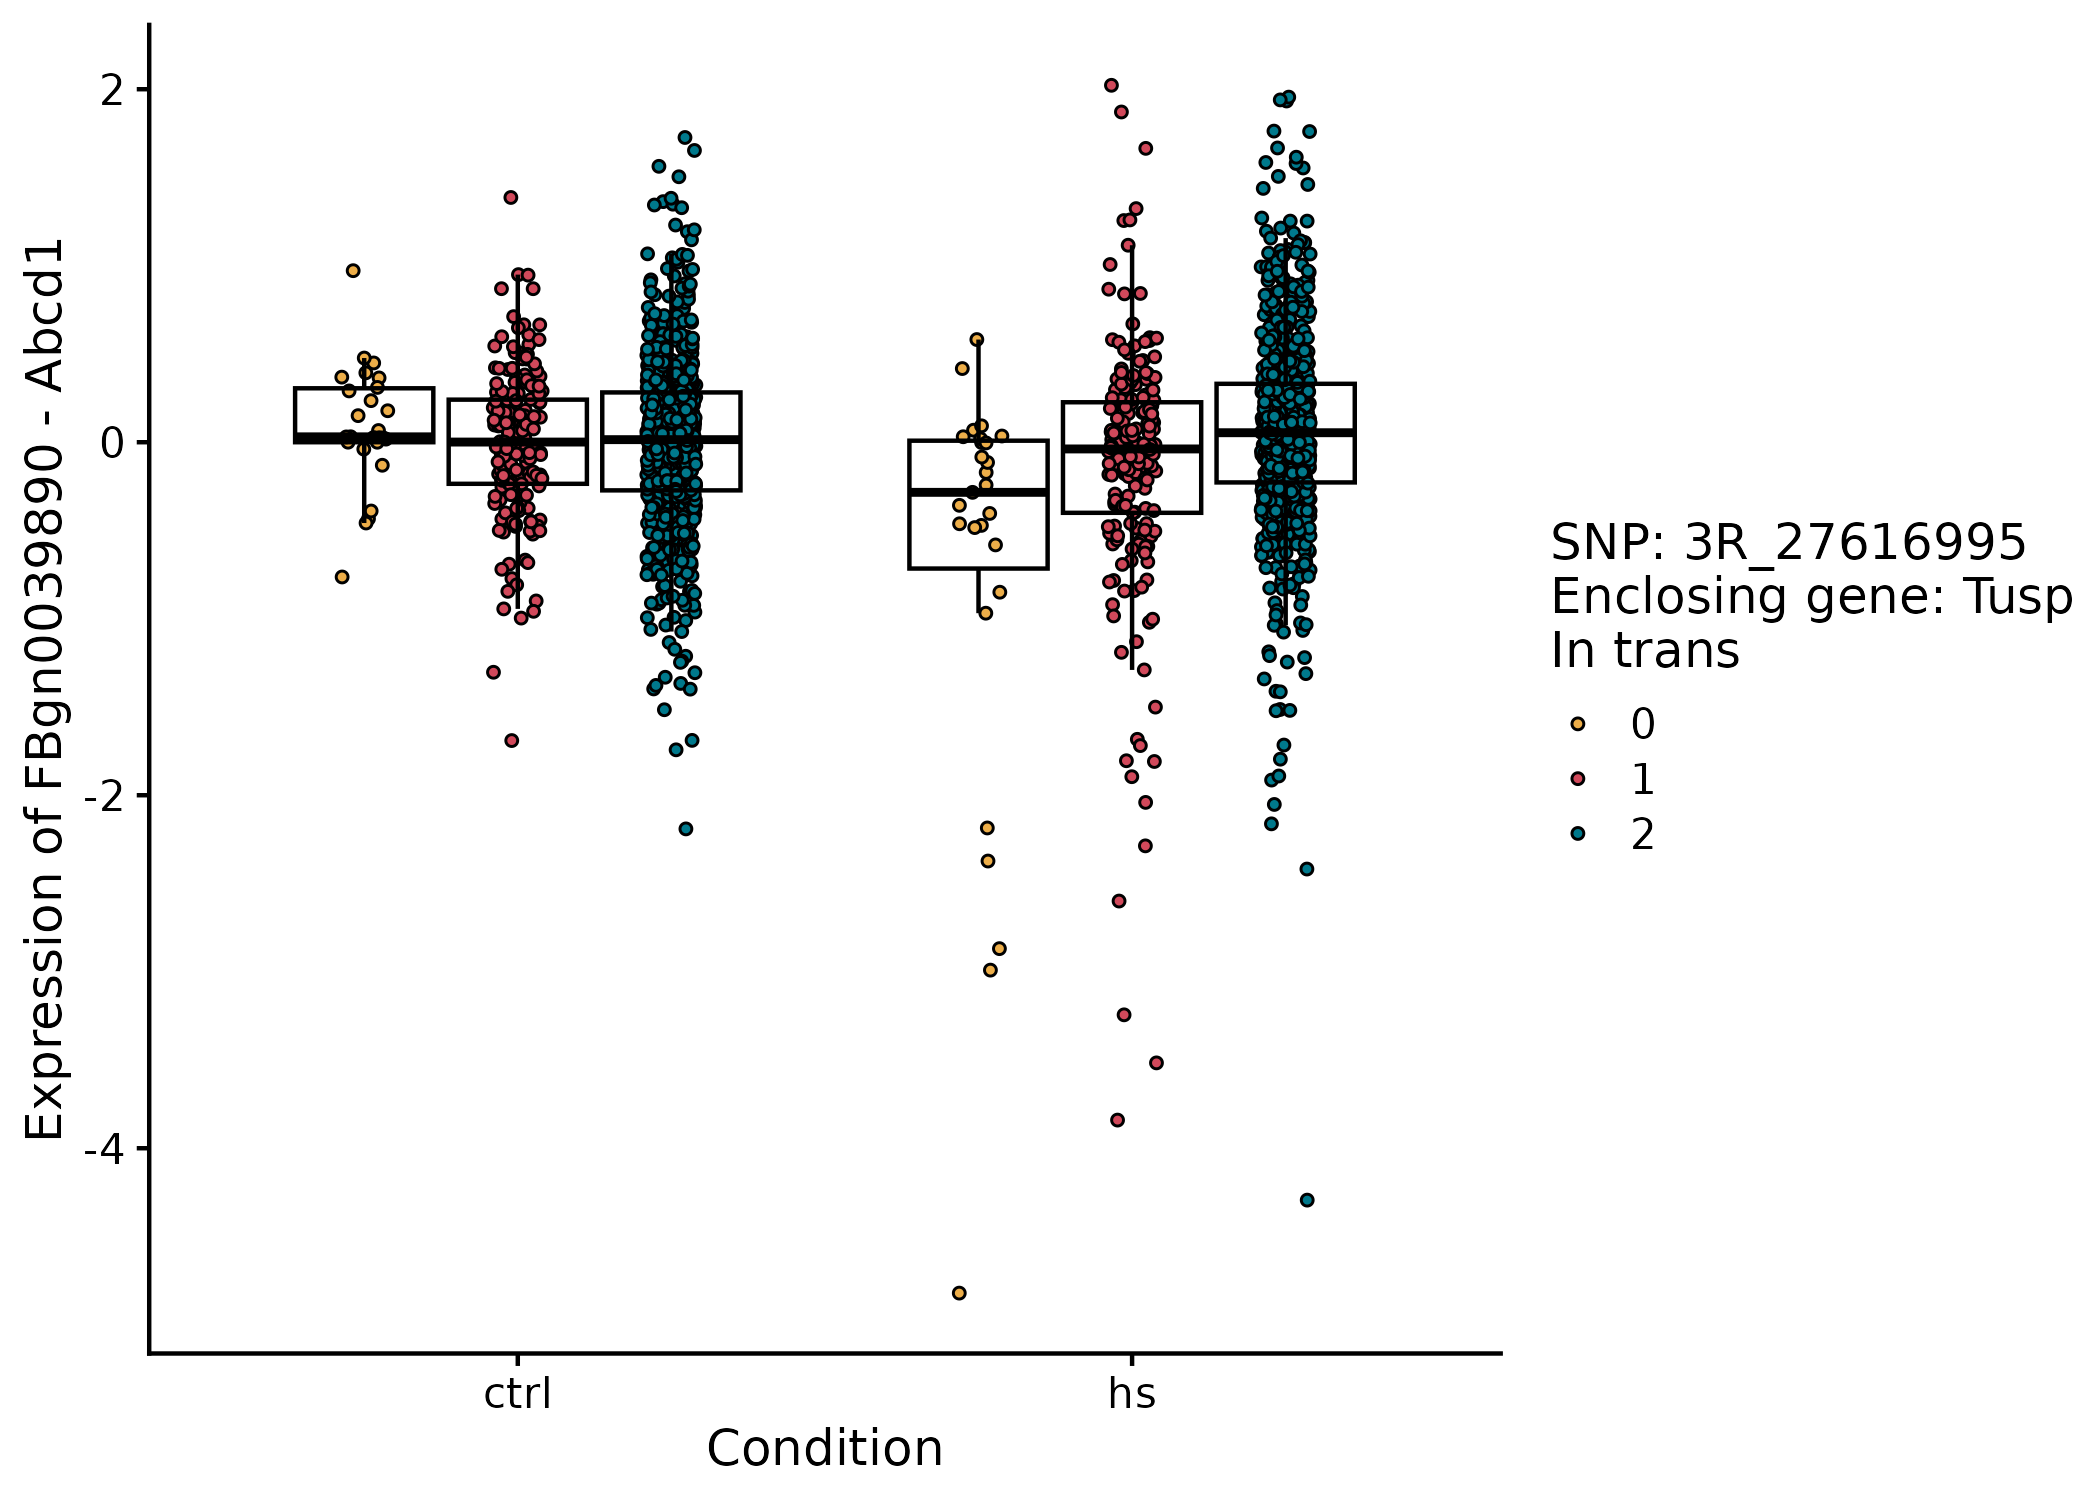 Expression of FBgn0039890 - Abcd1
2
0
-2
-4
ctrl
hs
Condition
SNP: 3R_27616995
Enclosing gene: Tusp
In trans
0
1
2